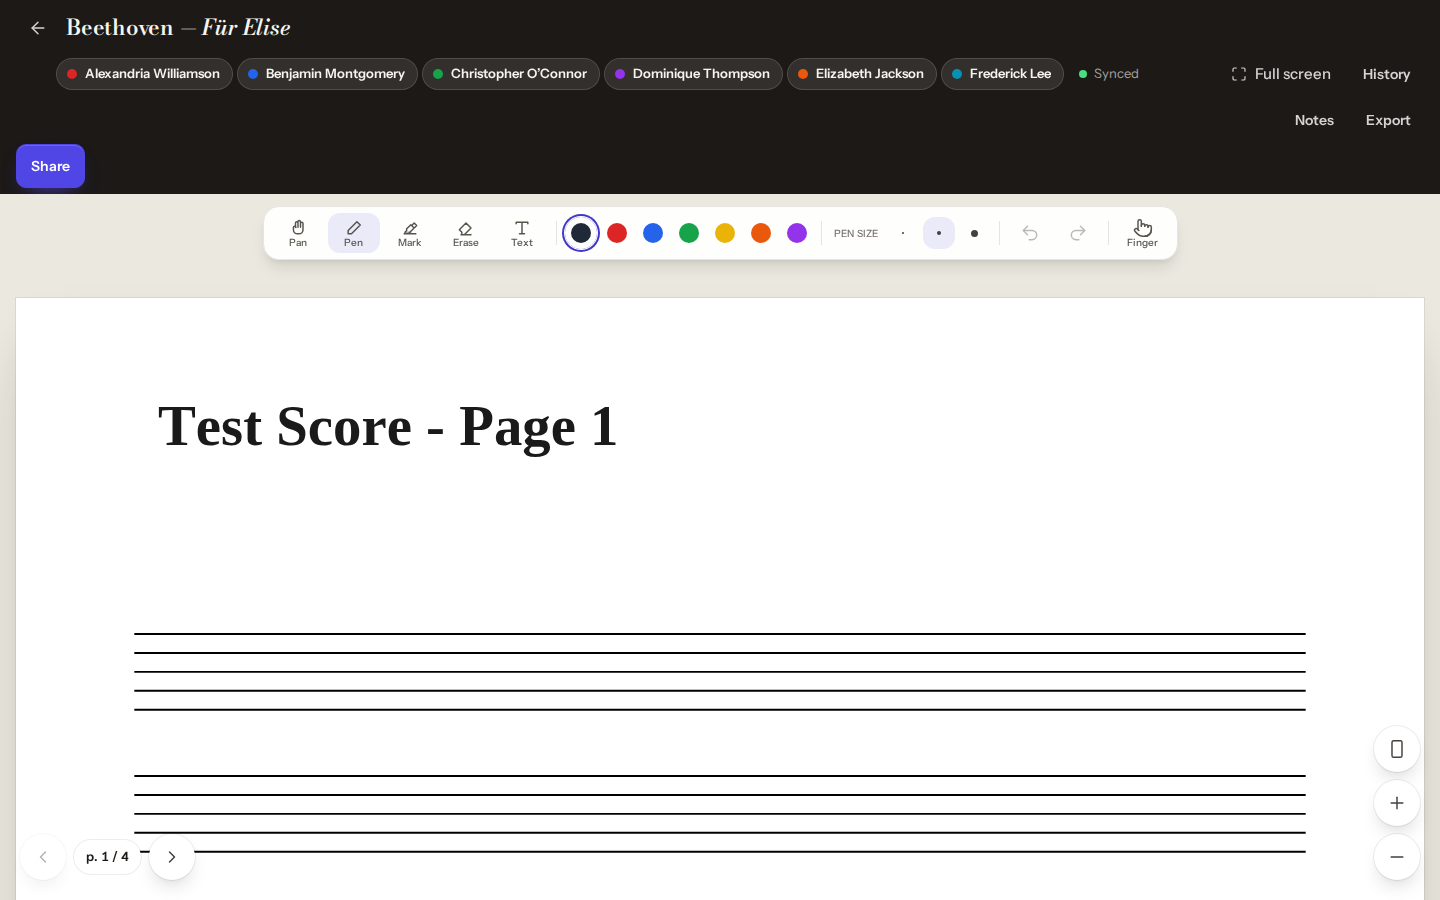 Beethoven — Für Elise
Alexandria Williamson Benjamin Montgomery Christopher O’Connor Dominique Thompson Elizabeth Jackson Frederick Lee Synced Full screen History
Notes Export
Share
Pan Pen Mark Erase Text PEN SIZE Finger
Test Score - Page 1
p. 1 / 4